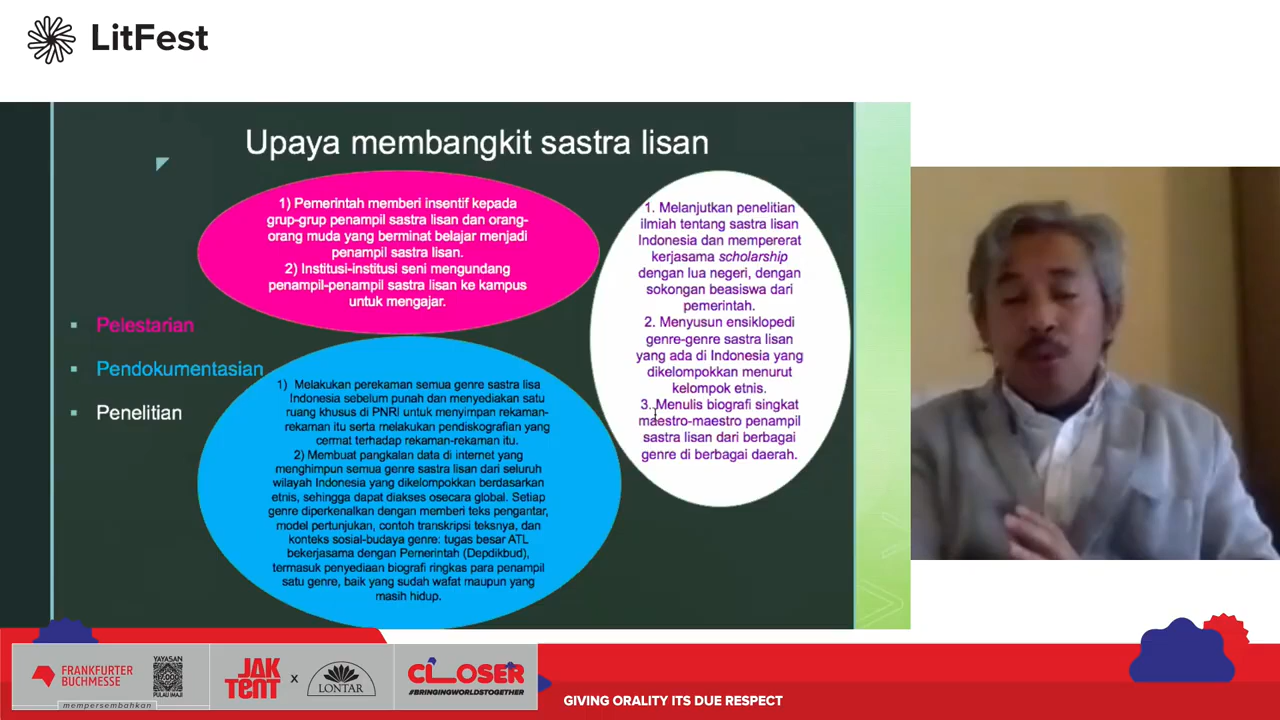 LitFest
Upaya membangkit sastra lisan
1) Pemerintah memberi insentif kepada
grup-grup penampil sastra lisan dan orang-
orang muda yang berminat belajar menjadi
penampil sastra lisan.
2) Institusi-institusi seni mengundang
penampil-penampil sastra lisan ke kampus
untuk mengajar.
1. Melanjutkan penelitian
ilmiah tentang sastra lisan
Indonesia dan mempererat
kerjasama scholarship
dengan lua negeri, dengan
sokongan beasiswa dari
pemerintah.
2. Menyusun ensiklopedi
genre-genre sastra lisan
yang ada di Indonesia yang
dikelompokkan menurut
kelompok etnis.
3. Menulis biografi singkat
maestro-maestro penampil
sastra lisan dari berbagai
genre di berbagai daerah.
▪ Pelestarian
▪ Pendokumentasian
▪ Penelitian
1) Melakukan perekaman semua genre sastra lisa
Indonesia sebelum punah dan menyediakan satu
ruang khusus di PNRI untuk menyimpan rekaman-
rekaman itu serta melakukan pendiskografian yang
cermat terhadap rekaman-rekaman itu.
2) Membuat pangkalan data di internet yang
menghimpun semua genre sastra lisan dari seluruh
wilayah Indonesia yang dikelompokkan berdasarkan
etnis, sehingga dapat diakses osecara global. Setiap
genre diperkenalkan dengan memberi teks pengantar,
model pertunjukan, contoh transkripsi teksnya, dan
konteks sosial-budaya genre: tugas besar ATL
bekerjasama dengan Pemerintah (Depdikbud),
termasuk penyediaan biografi ringkas para penampil
satu genre, baik yang sudah wafat maupun yang
masih hidup.
FRANKFURTER
BUCHMESSE
YAYASAN
17.000
PULAU IMAJI
mempersembahkan
JAK
TENT
x
LONTAR
CLOSER
#BRINGINGWORLDSTOGETHER
GIVING ORALITY ITS DUE RESPECT